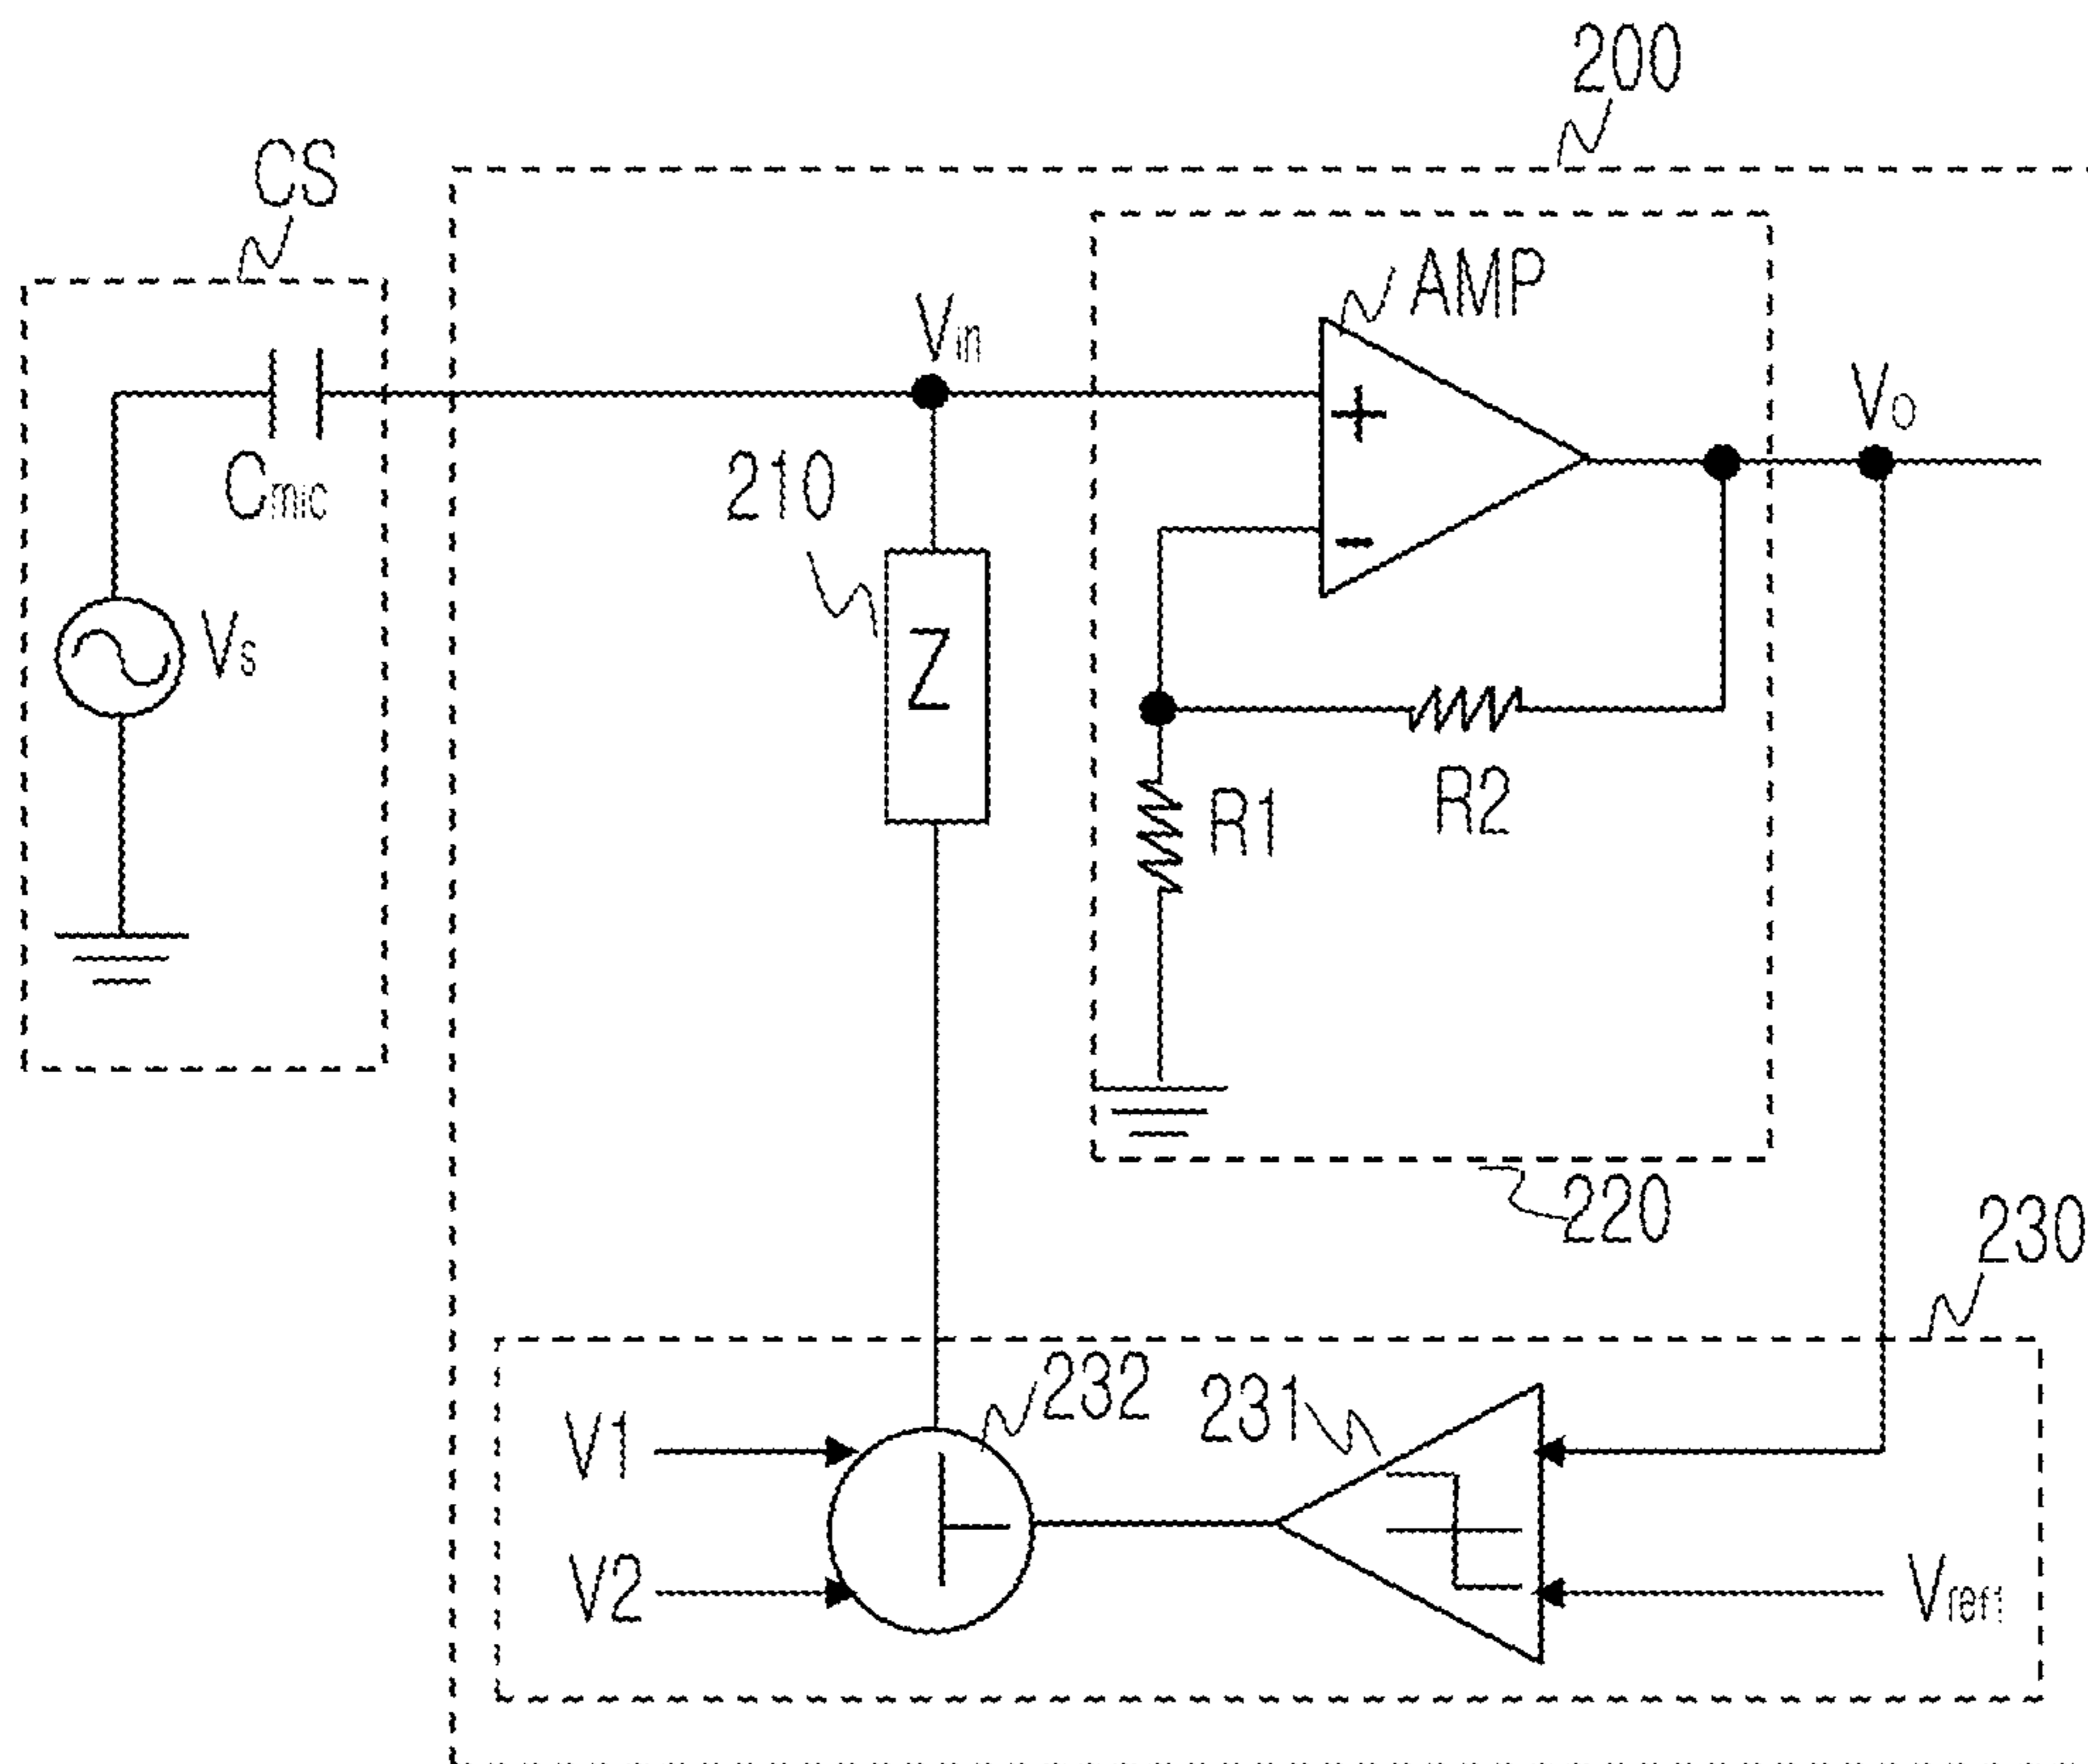 200
CS
AMP
Vin
Vo
Cmic
210
+
-
Vs
Z
R1
R2
220
230
232
231
V1
V2
Vref1